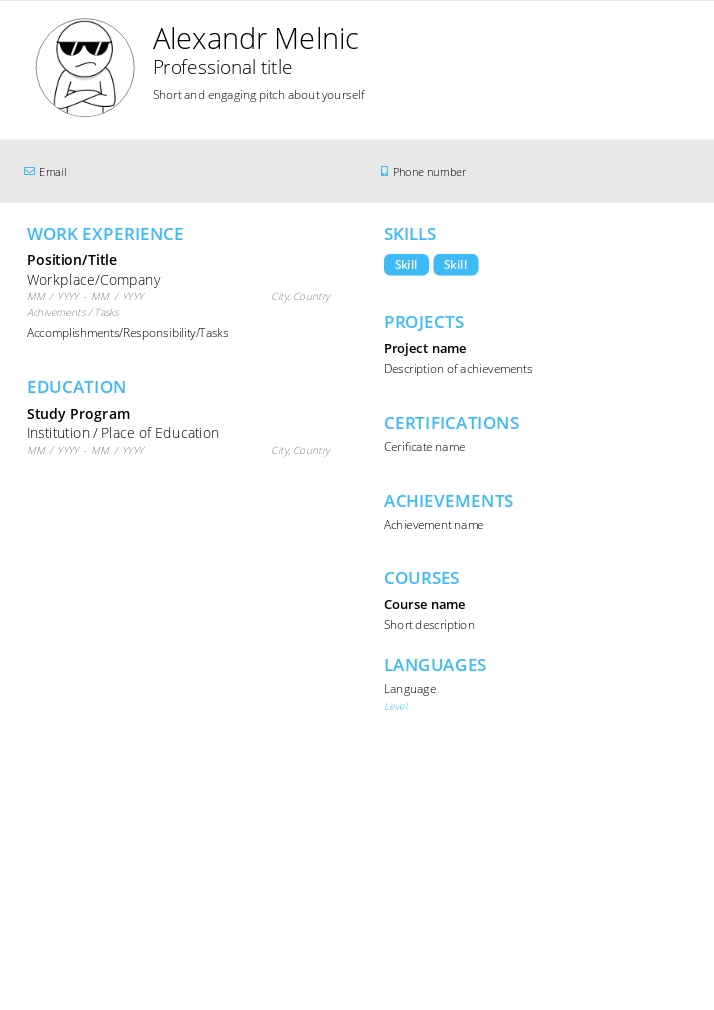 Alexandr Melnic
Professional title
Short and engaging pitch about yourself
Email
Phone number
WORK EXPERIENCE
Position/Title
Workplace/Company
MM / YYYY - MM / YYYY
City, Country
Achivements / Tasks
Accomplishments/Responsibility/Tasks
EDUCATION
Study Program
Institution / Place of Education
MM / YYYY - MM / YYYY
City, Country
SKILLS
Skill Skill
PROJECTS
Project name
Description of achievements
CERTIFICATIONS
Cerificate name
ACHIEVEMENTS
Achievement name
COURSES
Course name
Short description
LANGUAGES
Language
Level